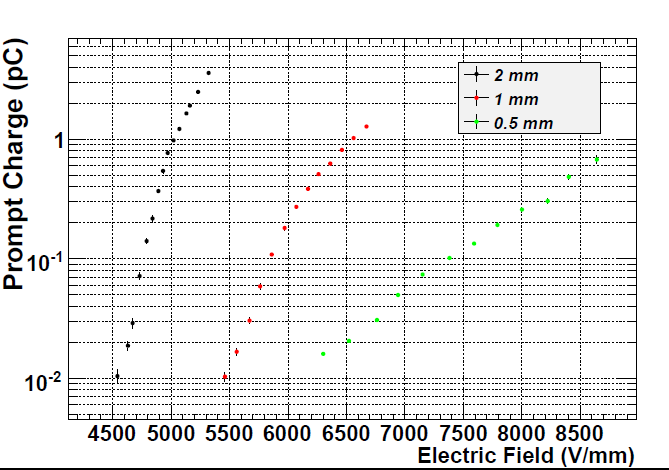 Prompt Charge (pC)
2 mm
1 mm
0.5 mm
1
10⁻¹
10⁻²
4500 5000 5500 6000 6500 7000 7500 8000 8500
Electric Field (V/mm)